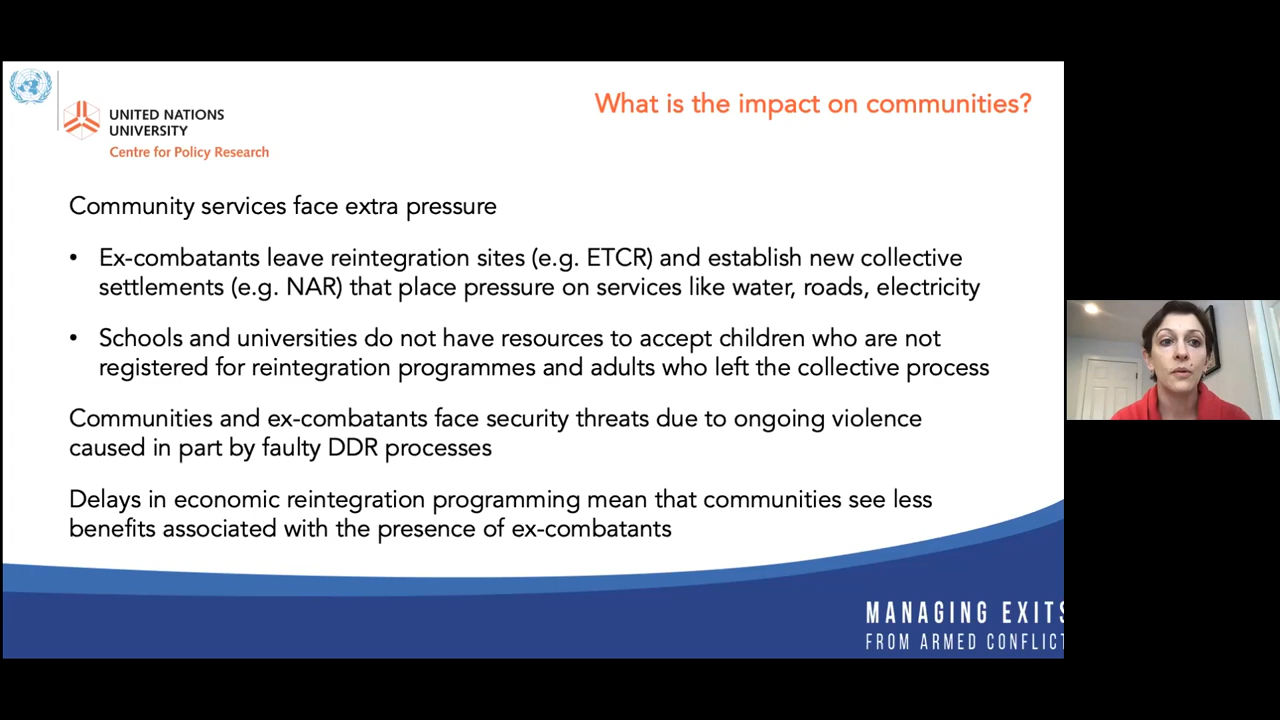 UNITED NATIONS
UNIVERSITY
Centre for Policy Research
What is the impact on communities?
Community services face extra pressure
• Ex-combatants leave reintegration sites (e.g. ETCR) and establish new collective
settlements (e.g. NAR) that place pressure on services like water, roads, electricity
• Schools and universities do not have resources to accept children who are not
registered for reintegration programmes and adults who left the collective process
Communities and ex-combatants face security threats due to ongoing violence
caused in part by faulty DDR processes
Delays in economic reintegration programming mean that communities see less
benefits associated with the presence of ex-combatants
MANAGING EXITS
FROM ARMED CONFLICT